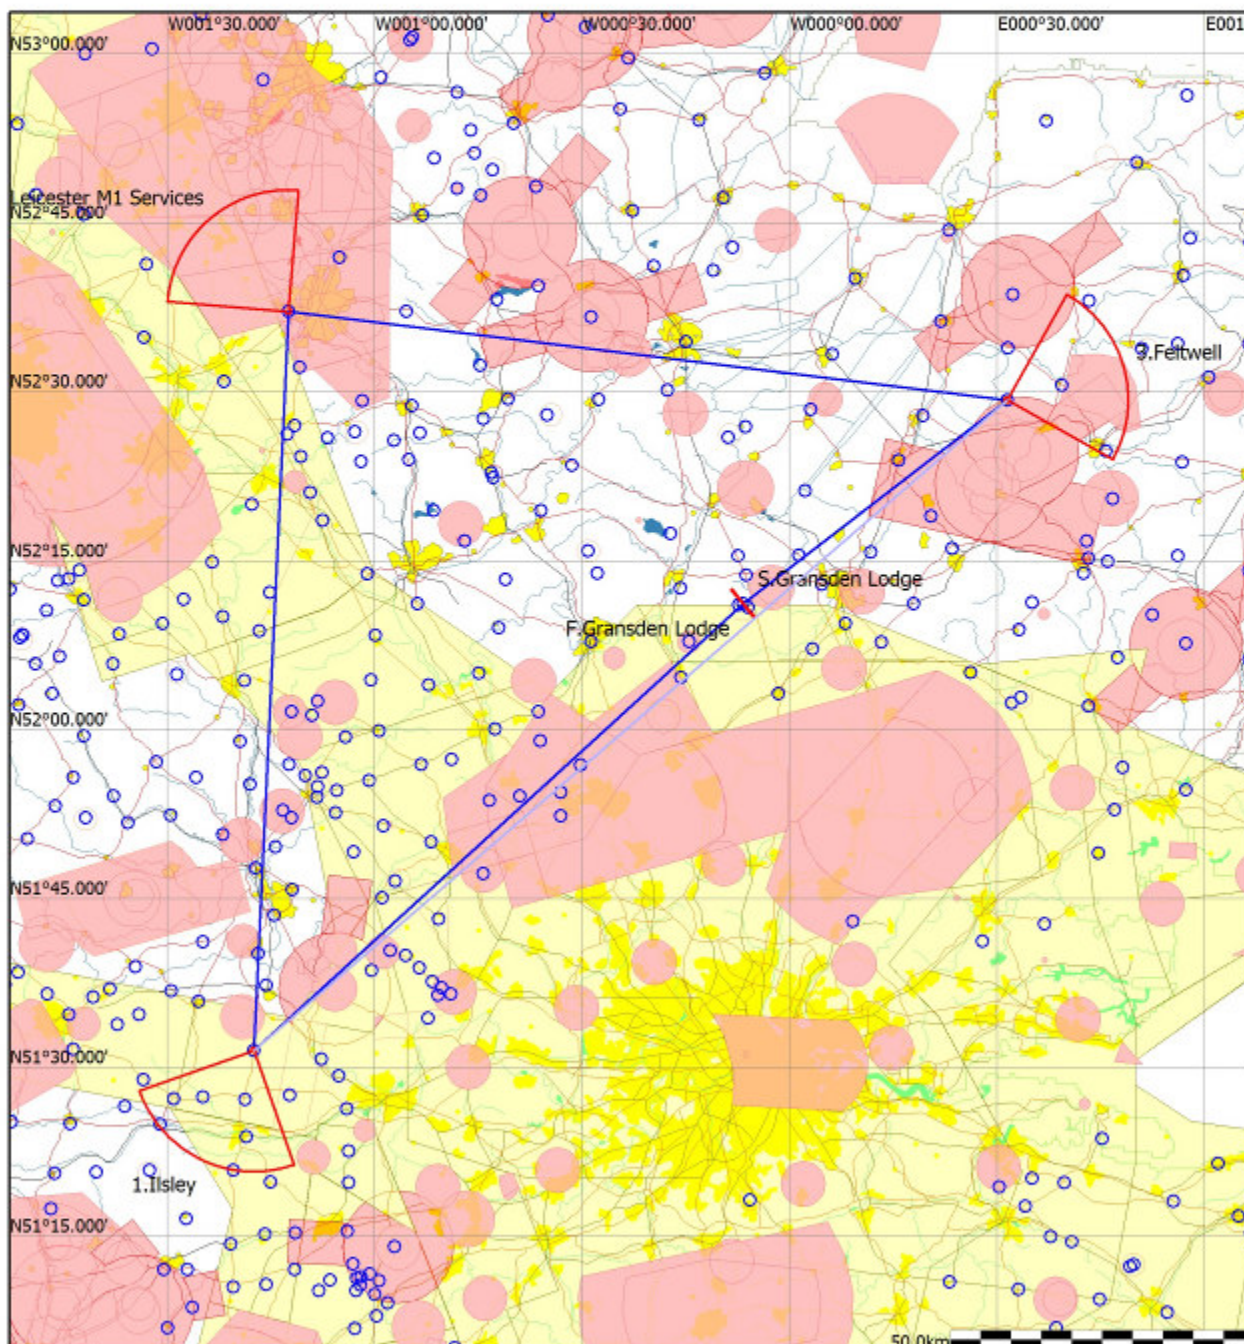 W001°30.000' W001°00.000' W000°30.000' W000°00.000' E000°30.000' E001
N53°00.000'
Leicester M1 Services
N52°45.000'
3.Feltwell
N52°30.000'
N52°15.000'
S.Gransden Lodge
F.Gransden Lodge
N52°00.000'
N51°45.000'
N51°30.000'
1.Ilsley
N51°15.000'
50.0km